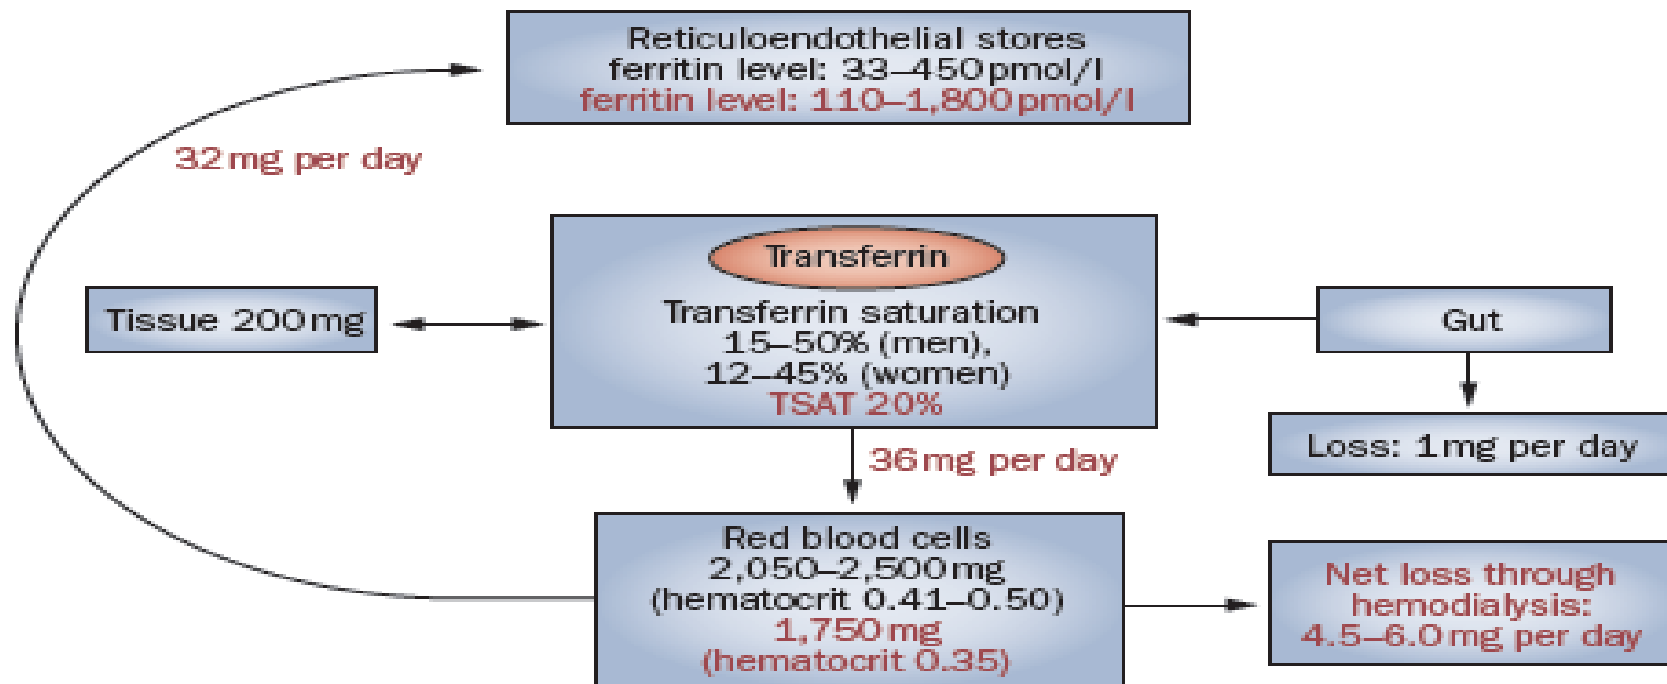 Reticuloendothelial stores
ferritin level: 33–450 pmol/l
ferritin level: 110–1,800 pmol/l
32 mg per day
Transferrin
Transferrin saturation
15–50% (men),
12–45% (women)
TSAT 20%
Tissue 200 mg
Gut
Loss: 1 mg per day
36 mg per day
Red blood cells
2,050–2,500 mg
(hematocrit 0.41–0.50)
1,750 mg
(hematocrit 0.35)
Net loss through
hemodialysis:
4.5–6.0 mg per day